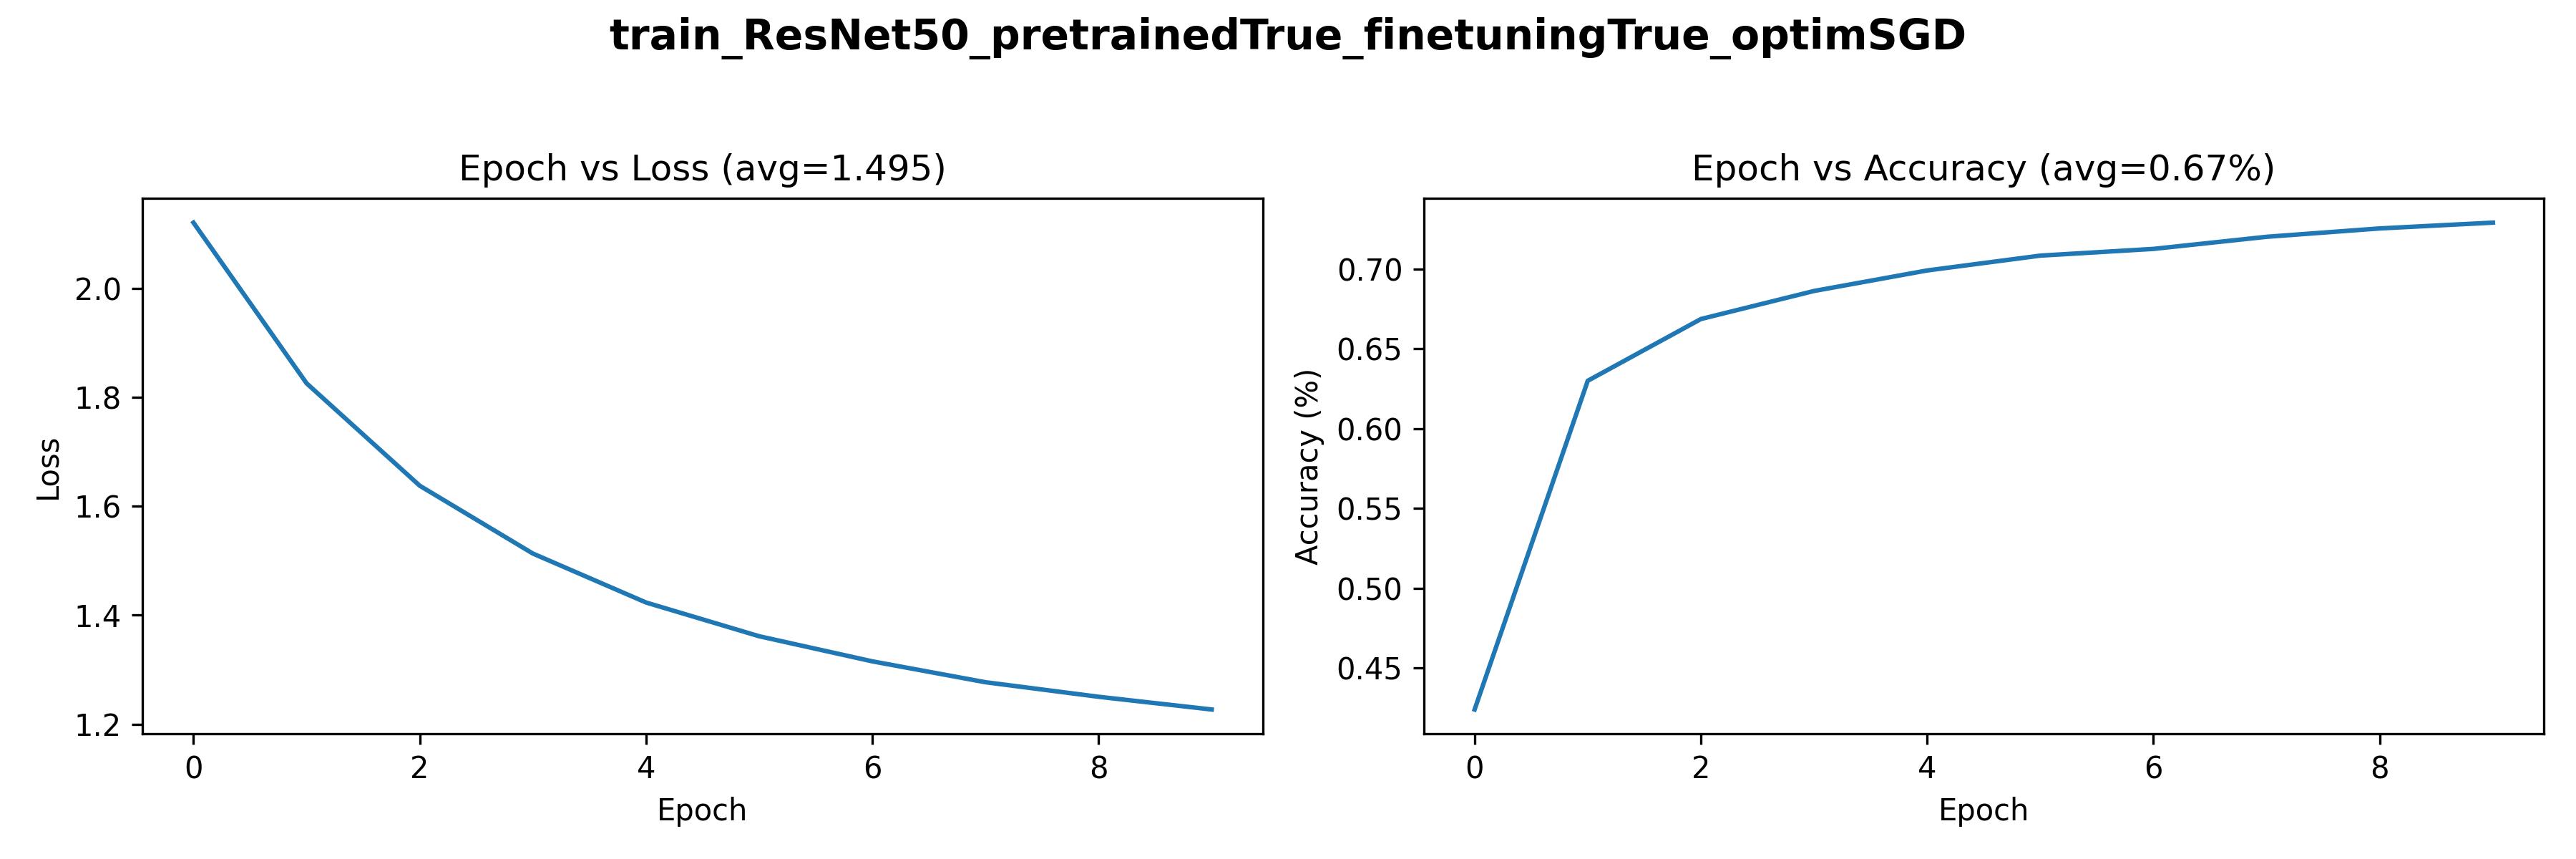 train_ResNet50_pretrainedTrue_finetuningTrue_optimSGD
Epoch vs Loss (avg=1.495)
Loss
2.0
1.8
1.6
1.4
1.2
0 2 4 6 8
Epoch
Epoch vs Accuracy (avg=0.67%)
Accuracy (%)
0.70
0.65
0.60
0.55
0.50
0.45
0 2 4 6 8
Epoch